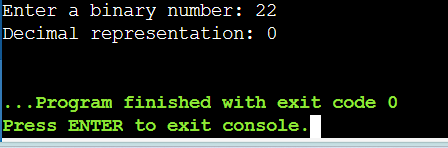 Enter a binary number: 22
Decimal representation: 0
...Program finished with exit code 0
Press ENTER to exit console.